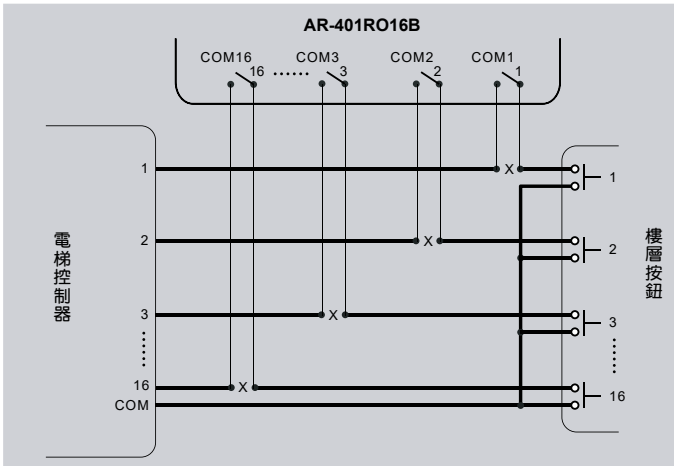 AR-401RO16B
COM16 COM3 COM2 COM1
16 ...... 3 2 1
1 X 1
2 X 2
3 X 3
...... ......
16 X 16
COM
電梯控制器
樓層按鈕